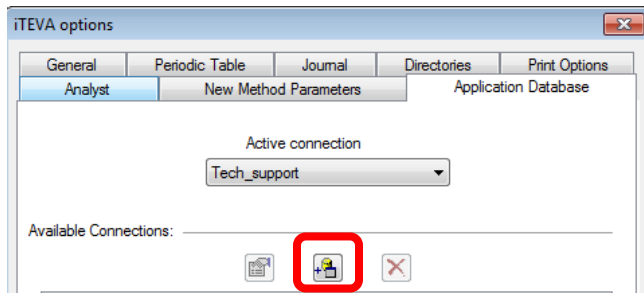 iTEVA options
General Periodic Table Journal Directories Print Options
Analyst New Method Parameters Application Database
Active connection
Tech_support
Available Connections: